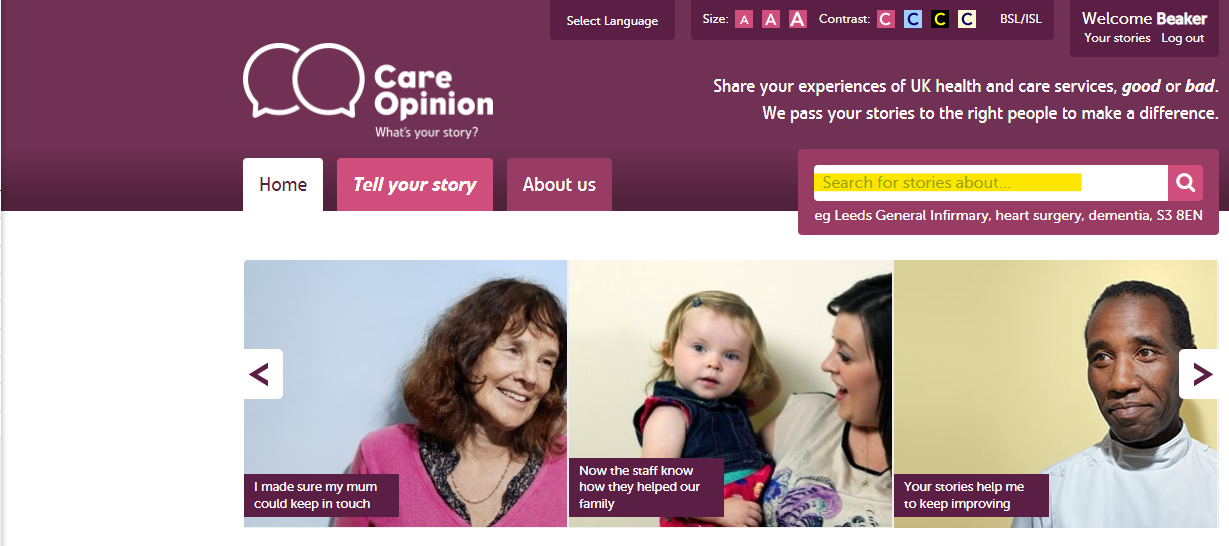 Select Language
Size: A A A Contrast: C C C C BSL/ISL
Welcome Beaker
Your stories Log out
Care
Opinion
What's your story?
Share your experiences of UK health and care services, good or bad.
We pass your stories to the right people to make a difference.
Home
Tell your story
About us
Search for stories about...
eg Leeds General Infirmary, heart surgery, dementia, S3 8EN
<
>
I made sure my mum
could keep in touch
Now the staff know
how they helped our
family
Your stories help me
to keep improving